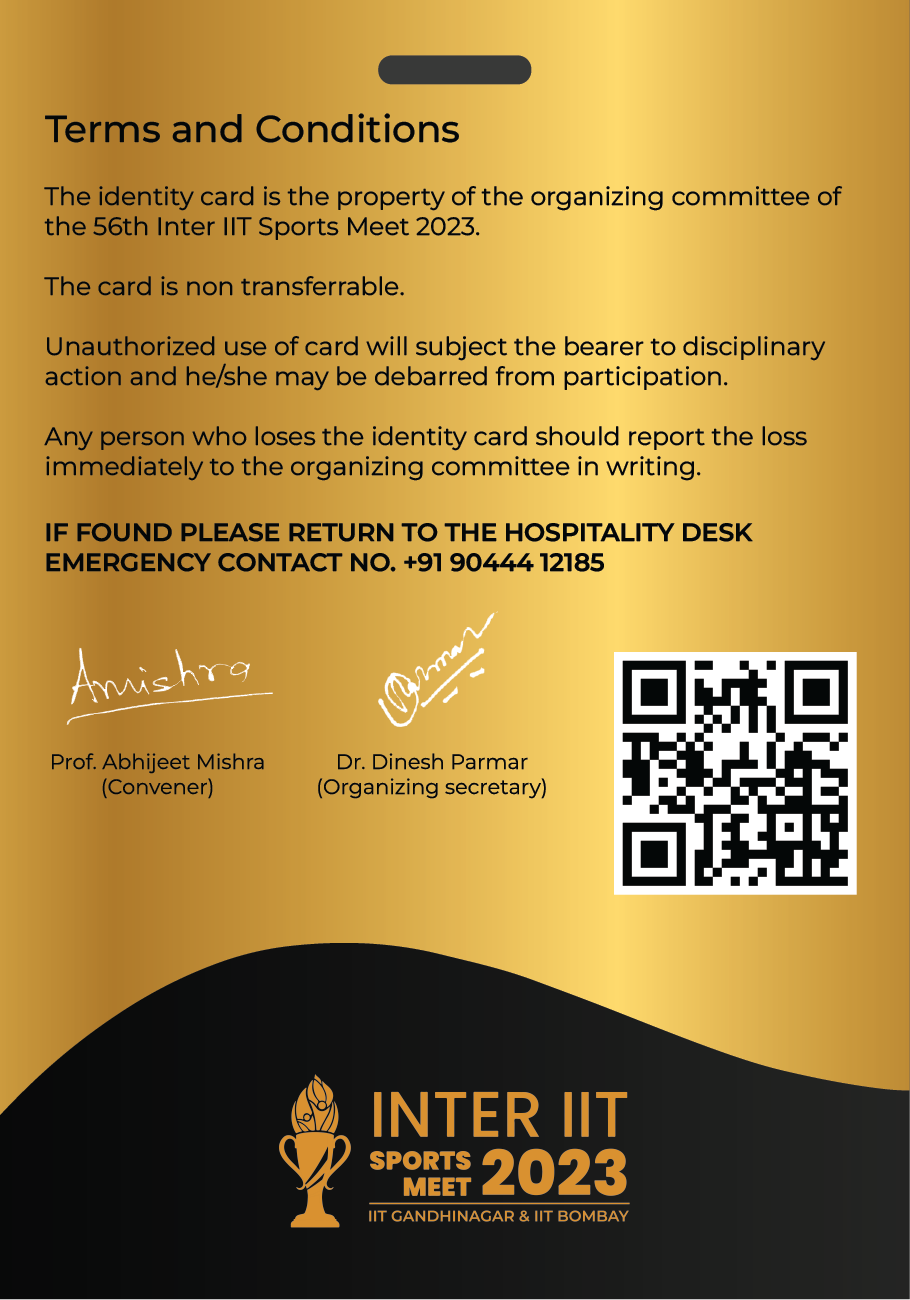 Terms and Conditions
The identity card is the property of the organizing committee of
the 56th Inter IIT Sports Meet 2023.
The card is non transferrable.
Unauthorized use of card will subject the bearer to disciplinary
action and he/she may be debarred from participation.
Any person who loses the identity card should report the loss
immediately to the organizing committee in writing.
IF FOUND PLEASE RETURN TO THE HOSPITALITY DESK
EMERGENCY CONTACT NO. +91 90444 12185
Amishra
Parmar
Prof. Abhijeet Mishra
(Convener)
Dr. Dinesh Parmar
(Organizing secretary)
INTER IIT
SPORTS
MEET 2023
IIT GANDHINAGAR & IIT BOMBAY